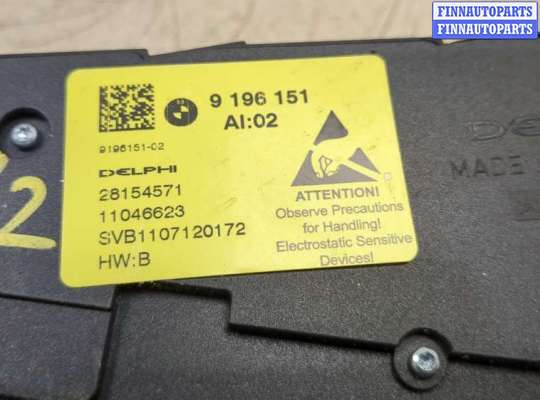 FINNAUTOPARTS
FINNAUTOPARTS
9 196 151
AI:02
9196151-02
DELPHI
28154571
11046623
SVB1107120172
HW:B
ATTENTION!
Observe Precautions
for Handling!
Electrostatic Sensitive
Devices!
MADE
2